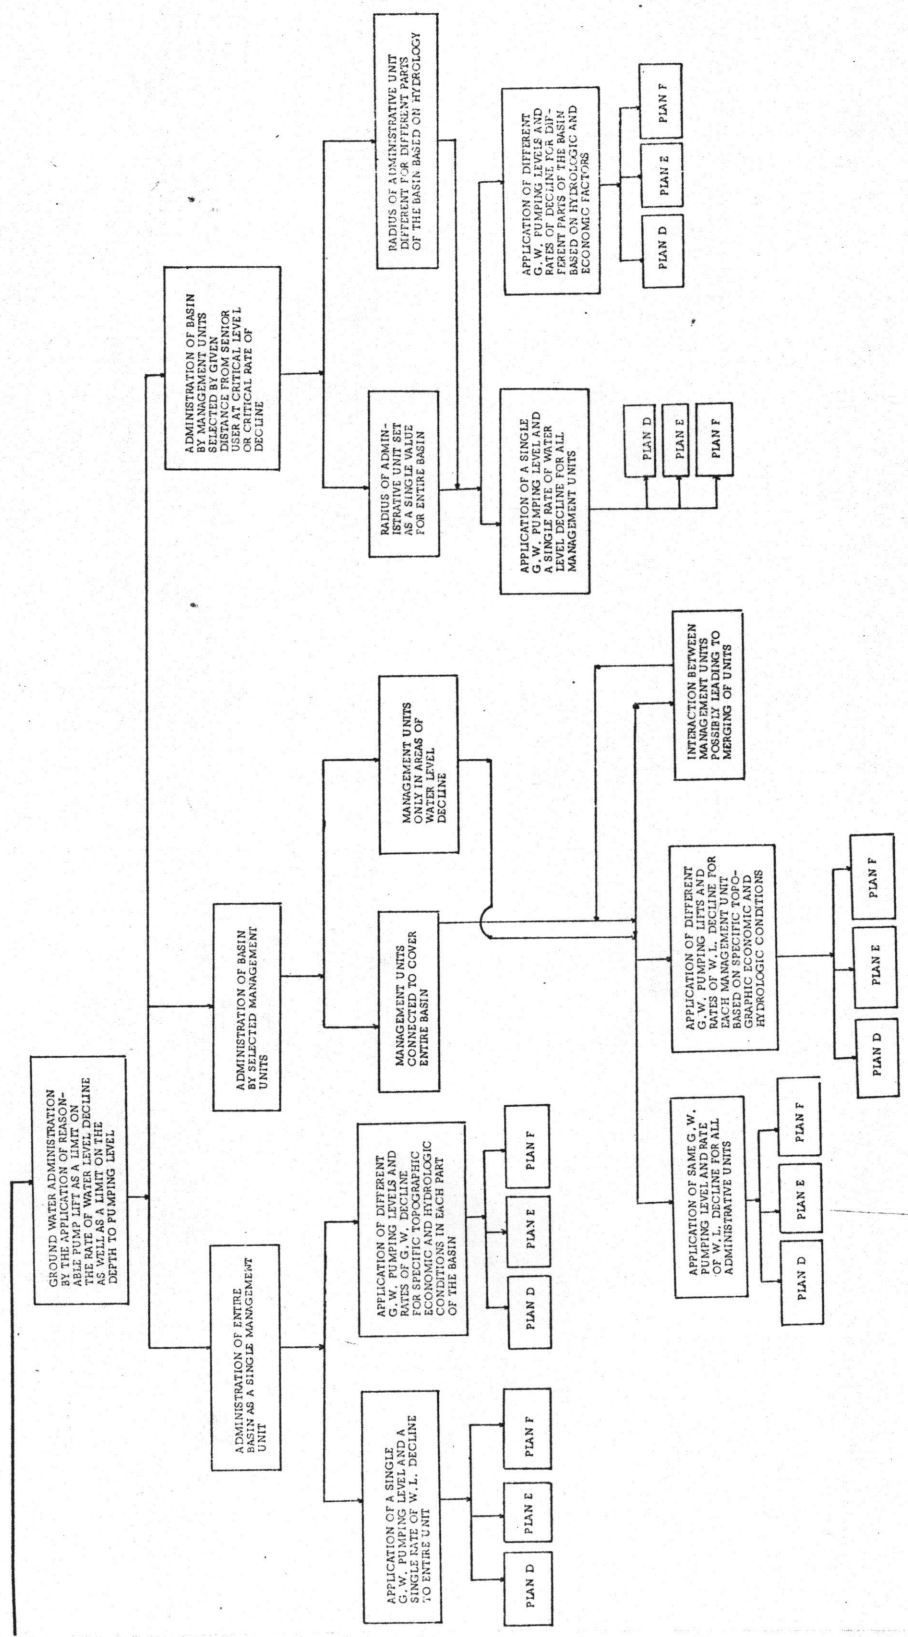 GROUND WATER ADMINISTRATION
BY THE APPLICATION OF REASON-
ABLE PUMP LIFT AS A LIMIT ON
THE RATE OF WATER LEVEL DECLINE
AS WELL AS A LIMIT ON THE
DEPTH TO PUMPING LEVEL
ADMINISTRATION OF ENTIRE
BASIN AS A SINGLE MANAGEMENT
UNIT
ADMINISTRATION OF BASIN
BY SELECTED MANAGEMENT
UNITS
ADMINISTRATION OF BASIN
BY MANAGEMENT UNITS
SELECTED BY GIVEN
DISTANCE FROM SENIOR
USER AT CRITICAL LEVEL
OR CRITICAL RATE OF
DECLINE
APPLICATION OF A SINGLE
G.W. PUMPING LEVEL AND A
SINGLE RATE OF W.L. DECLINE
TO ENTIRE UNIT
APPLICATION OF DIFFERENT
G.W. PUMPING LEVELS AND
RATES OF G.W. DECLINE
FOR SPECIFIC TOPOGRAPHIC
ECONOMIC AND HYDROLOGIC
CONDITIONS IN EACH PART
OF THE BASIN
MANAGEMENT UNITS
CONNECTED TO COVER
ENTIRE BASIN
MANAGEMENT UNITS
ONLY IN AREAS OF
WATER LEVEL
DECLINE
RADIUS OF ADMIN-
ISTRATIVE UNIT SET
AS A SINGLE VALUE
FOR ENTIRE BASIN
RADIUS OF ADMINISTRATIVE UNIT
DIFFERENT FOR DIFFERENT PARTS
OF THE BASIN BASED ON HYDROLOGY
PLAN D
PLAN E
PLAN F
PLAN D
PLAN E
PLAN F
APPLICATION OF A SINGLE
G.W. PUMPING LEVEL AND
A SINGLE RATE OF WATER
LEVEL DECLINE FOR ALL
MANAGEMENT UNITS
APPLICATION OF DIFFERENT
G.W. PUMPING LEVELS AND
RATES OF DECLINE FOR DIF-
FERENT PARTS OF THE BASIN
BASED ON HYDROLOGIC AND
ECONOMIC FACTORS
PLAN D
PLAN E
PLAN F
PLAN D
PLAN E
PLAN F
APPLICATION OF SAME G.W.
PUMPING LEVEL AND RATE
OF W.L. DECLINE FOR ALL
ADMINISTRATIVE UNITS
APPLICATION OF DIFFERENT
G.W. PUMPING LIFTS AND
RATES OF W.L. DECLINE FOR
EACH MANAGEMENT UNIT
BASED ON SPECIFIC TOPO-
GRAPHIC ECONOMIC AND
HYDROLOGIC CONDITIONS
INTERACTION BETWEEN
MANAGEMENT UNITS
POSSIBLY LEADING TO
MERGING OF UNITS
PLAN D
PLAN E
PLAN F
PLAN D
PLAN E
PLAN F